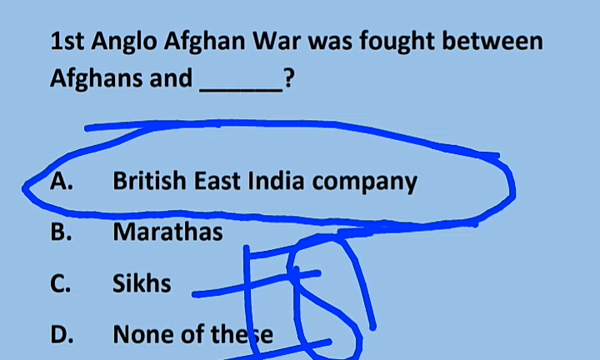 1st Anglo Afghan War was fought between
Afghans and ______?
A. British East India company
B. Marathas
C. Sikhs
D. None of these